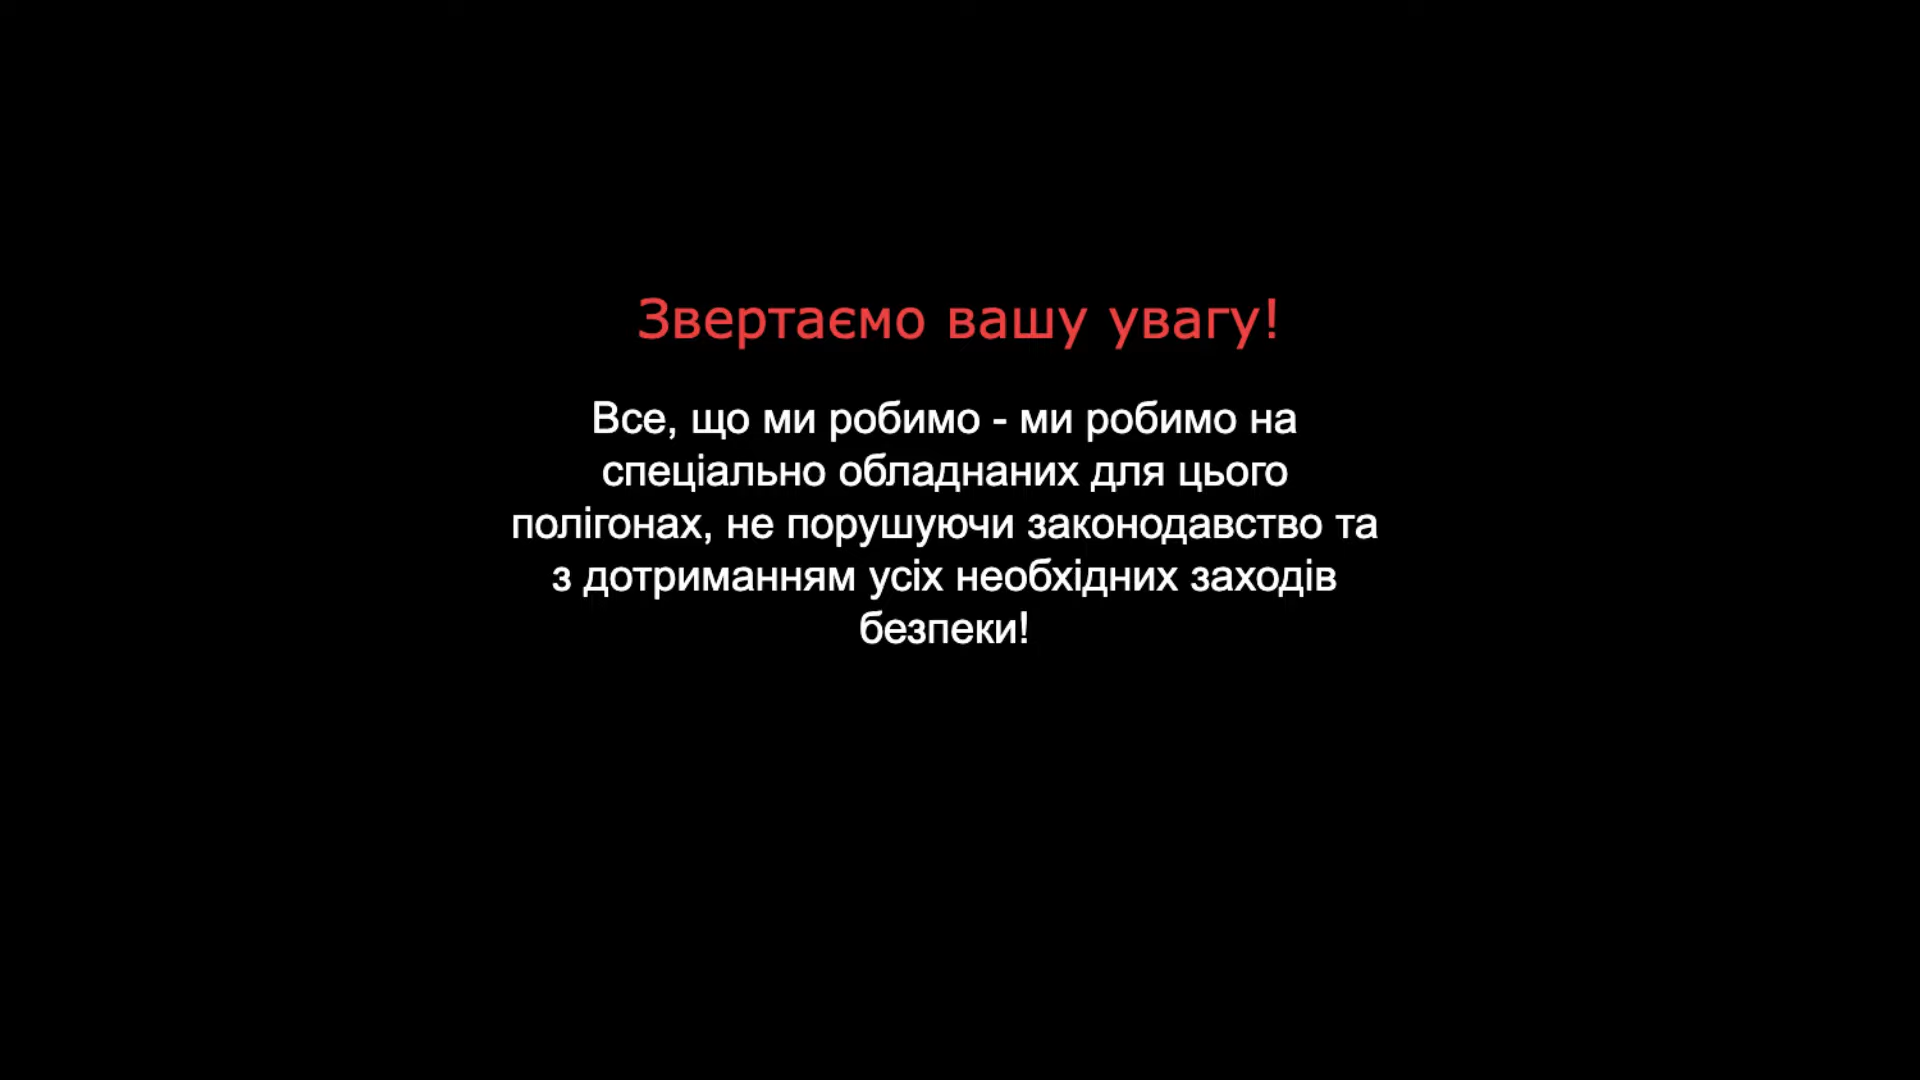 Звертаємо вашу увагу!
Все, що ми робимо - ми робимо на
спеціально обладнаних для цього
полігонах, не порушуючи законодавство та
з дотриманням усіх необхідних заходів
безпеки!